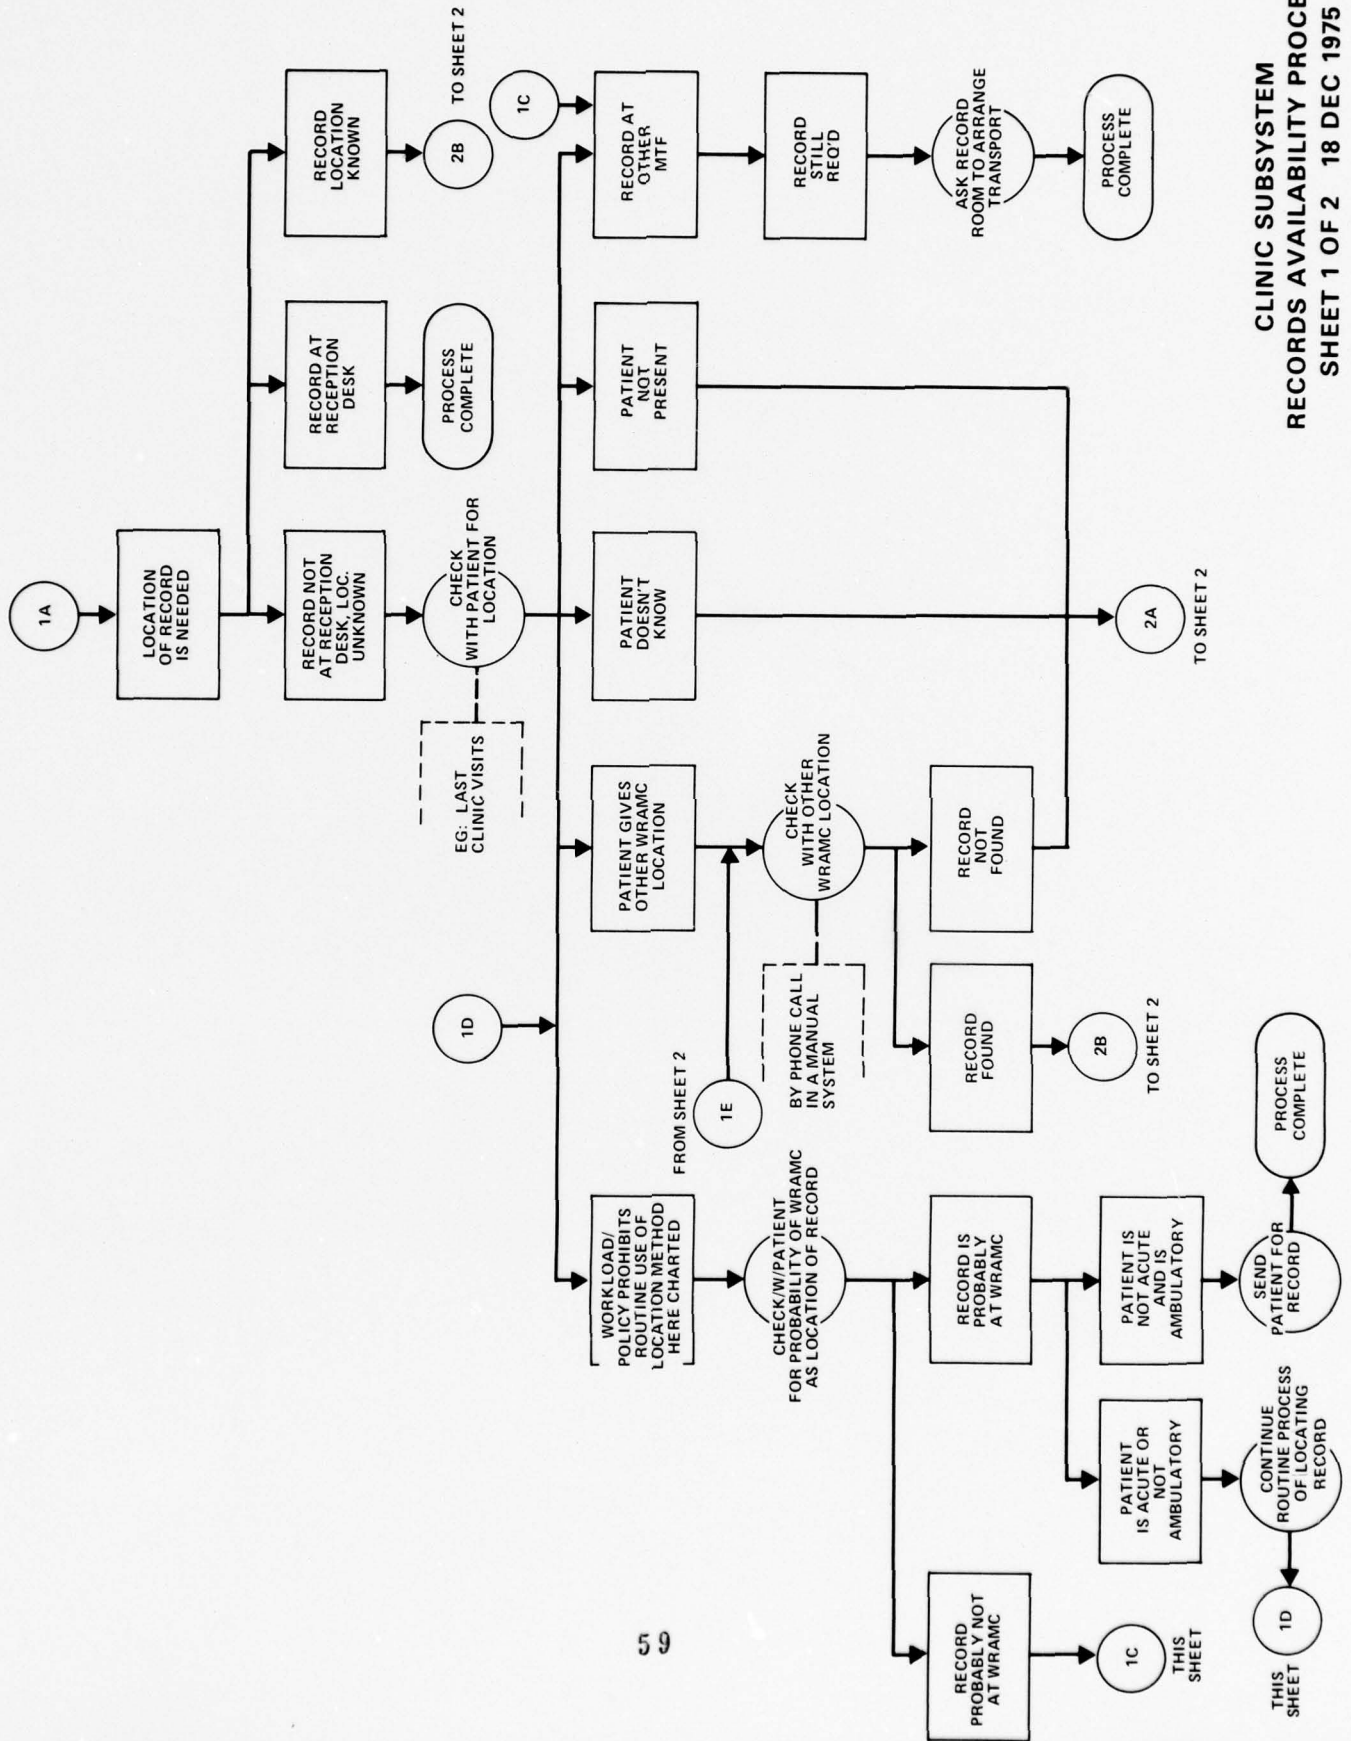 1A
LOCATION
OF RECORD
IS NEEDED
RECORD NOT
AT RECEPTION
DESK, LOC.
UNKNOWN
RECORD AT
RECEPTION
DESK
RECORD
LOCATION
KNOWN
EG: LAST
CLINIC VISITS
CHECK
WITH PATIENT FOR
LOCATION
PROCESS
COMPLETE
2B
TO SHEET 2
1D
1C
WORKLOAD/
POLICY PROHIBITS
ROUTINE USE OF
LOCATION METHOD
HERE CHARTED
PATIENT GIVES
OTHER WRAMC
LOCATION
PATIENT
DOESN'T
KNOW
PATIENT
NOT
PRESENT
RECORD AT
OTHER
MTF
FROM SHEET 2
1E
CHECK/W/PATIENT
FOR PROBABILITY OF WRAMC
AS LOCATION OF RECORD
BY PHONE CALL
IN A MANUAL
SYSTEM
CHECK
WITH OTHER
WRAMC LOCATION
RECORD
STILL
REQ'D
RECORD
PROBABLY NOT
AT WRAMC
RECORD IS
PROBABLY
AT WRAMC
RECORD
FOUND
RECORD
NOT
FOUND
ASK RECORD
ROOM TO ARRANGE
TRANSPORT
1C
THIS
SHEET
PATIENT
IS ACUTE OR
NOT
AMBULATORY
PATIENT IS
NOT ACUTE
AND IS
AMBULATORY
2B
TO SHEET 2
2A
TO SHEET 2
PROCESS
COMPLETE
THIS
SHEET
1D
CONTINUE
ROUTINE PROCESS
OF LOCATING
RECORD
SEND
PATIENT FOR
RECORD
PROCESS
COMPLETE
CLINIC SUBSYSTEM
RECORDS AVAILABILITY PROCE
SHEET 1 OF 2 18 DEC 1975
59